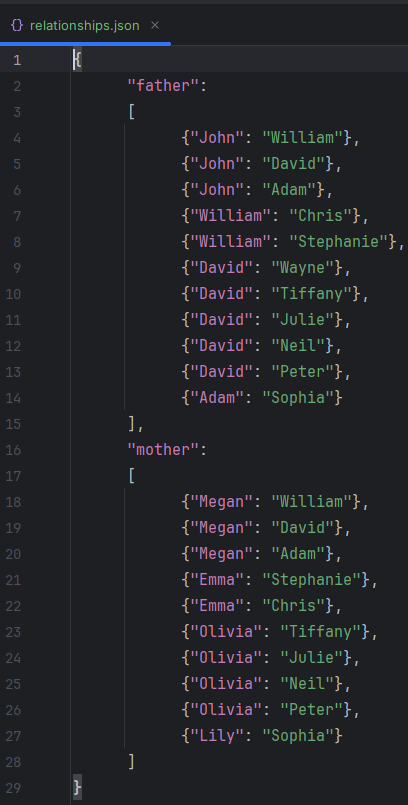 {} relationships.json ×
1 {
2 "father":
3 [
4 {"John": "William"},
5 {"John": "David"},
6 {"John": "Adam"},
7 {"William": "Chris"},
8 {"William": "Stephanie"},
9 {"David": "Wayne"},
10 {"David": "Tiffany"},
11 {"David": "Julie"},
12 {"David": "Neil"},
13 {"David": "Peter"},
14 {"Adam": "Sophia"}
15 ],
16 "mother":
17 [
18 {"Megan": "William"},
19 {"Megan": "David"},
20 {"Megan": "Adam"},
21 {"Emma": "Stephanie"},
22 {"Emma": "Chris"},
23 {"Olivia": "Tiffany"},
24 {"Olivia": "Julie"},
25 {"Olivia": "Neil"},
26 {"Olivia": "Peter"},
27 {"Lily": "Sophia"}
28 ]
29 }